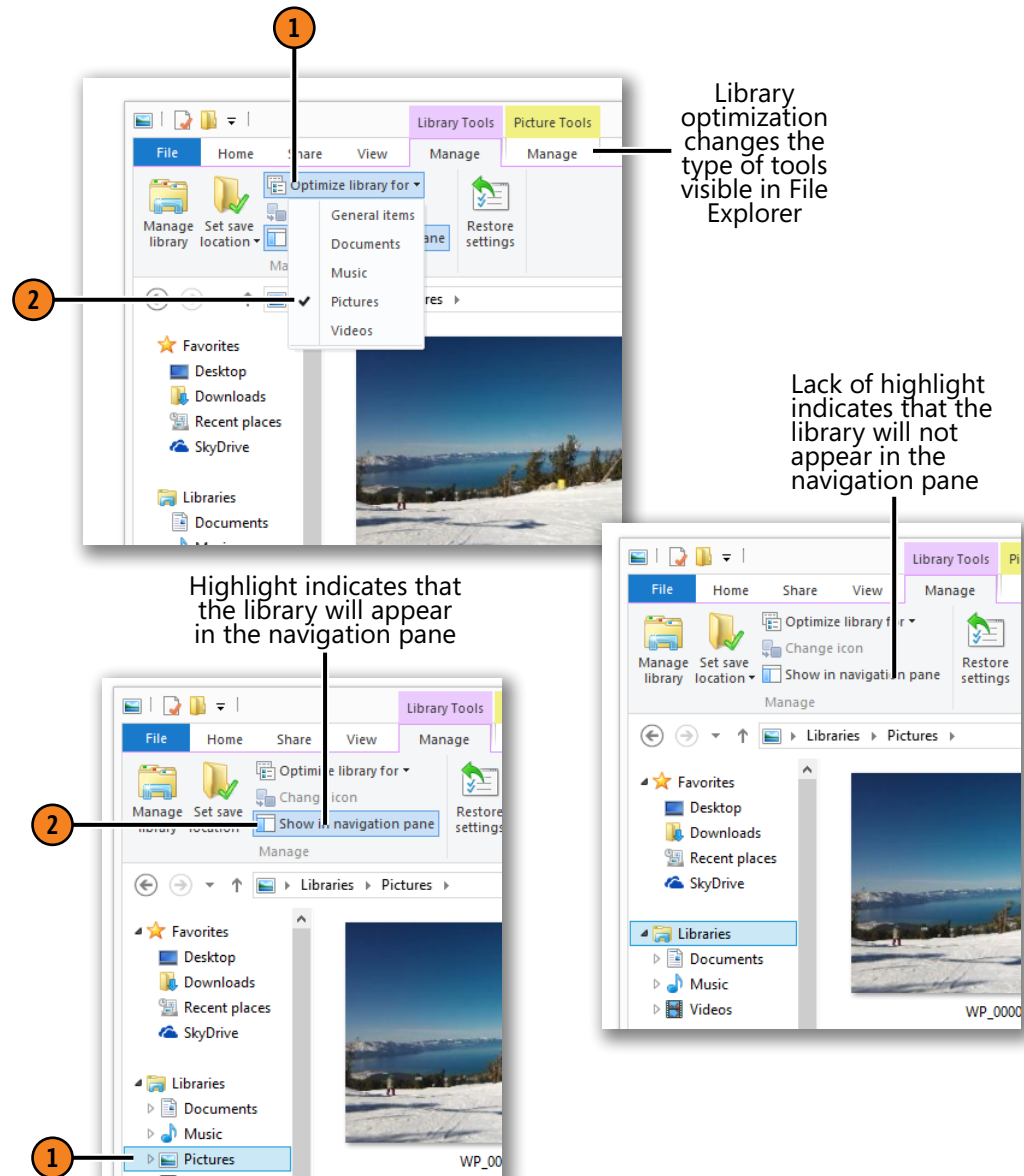 1
Library Tools Picture Tools
File Home Share View Manage Manage
Optimize library for
General items
Documents
Music
Pictures
Videos
Manage library
Set save location
Restore settings
2
Favorites
Desktop
Downloads
Recent places
SkyDrive
Libraries
Documents
Library
optimization
changes the
type of tools
visible in File
Explorer
Lack of highlight
indicates that the
library will not
appear in the
navigation pane
Library Tools
File Home Share View Manage
Optimize library for
Change icon
Show in navigation pane
Manage library
Set save location
Restore settings
Manage
Libraries Pictures
Favorites
Desktop
Downloads
Recent places
SkyDrive
Libraries
Documents
Music
Videos
WP_0000
Highlight indicates that
the library will appear
in the navigation pane
Library Tools
File Home Share View Manage
Optimize library for
Change icon
Show in navigation pane
Manage library
Set save location
Restore settings
Manage
2
Libraries Pictures
Favorites
Desktop
Downloads
Recent places
SkyDrive
Libraries
Documents
Music
Pictures
1
WP_00